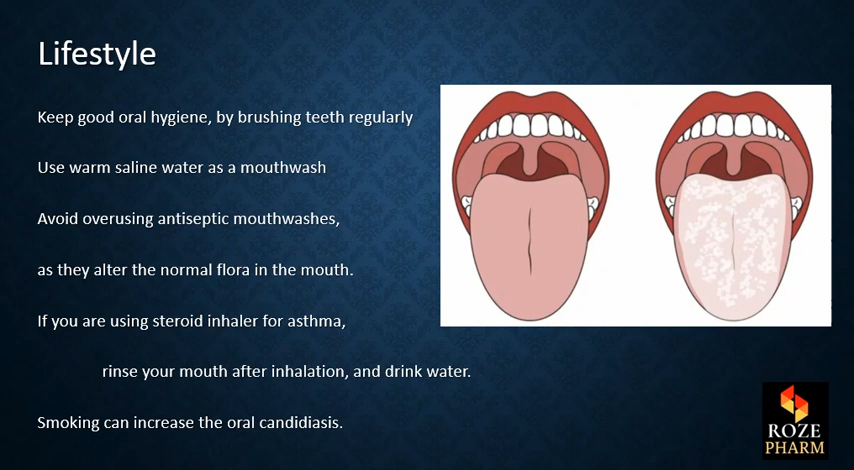 Lifestyle
Keep good oral hygiene, by brushing teeth regularly
Use warm saline water as a mouthwash
Avoid overusing antiseptic mouthwashes,
as they alter the normal flora in the mouth.
If you are using steroid inhaler for asthma,
rinse your mouth after inhalation, and drink water.
Smoking can increase the oral candidiasis.
ROZE
PHARM